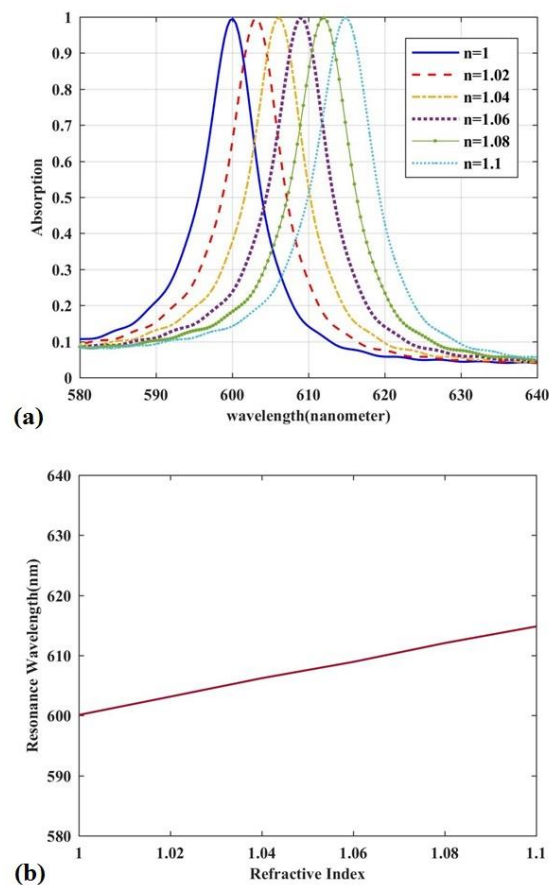 1
0.9
0.8
0.7
0.6
0.5
0.4
0.3
0.2
0.1
0
Absorption
n=1
n=1.02
n=1.04
n=1.06
n=1.08
n=1.1
580 590 600 610 620 630 640
wavelength(nanometer)
(a)
640
630
620
610
600
590
580
Resonance Wavelength(nm)
1 1.02 1.04 1.06 1.08 1.1
Refractive Index
(b)